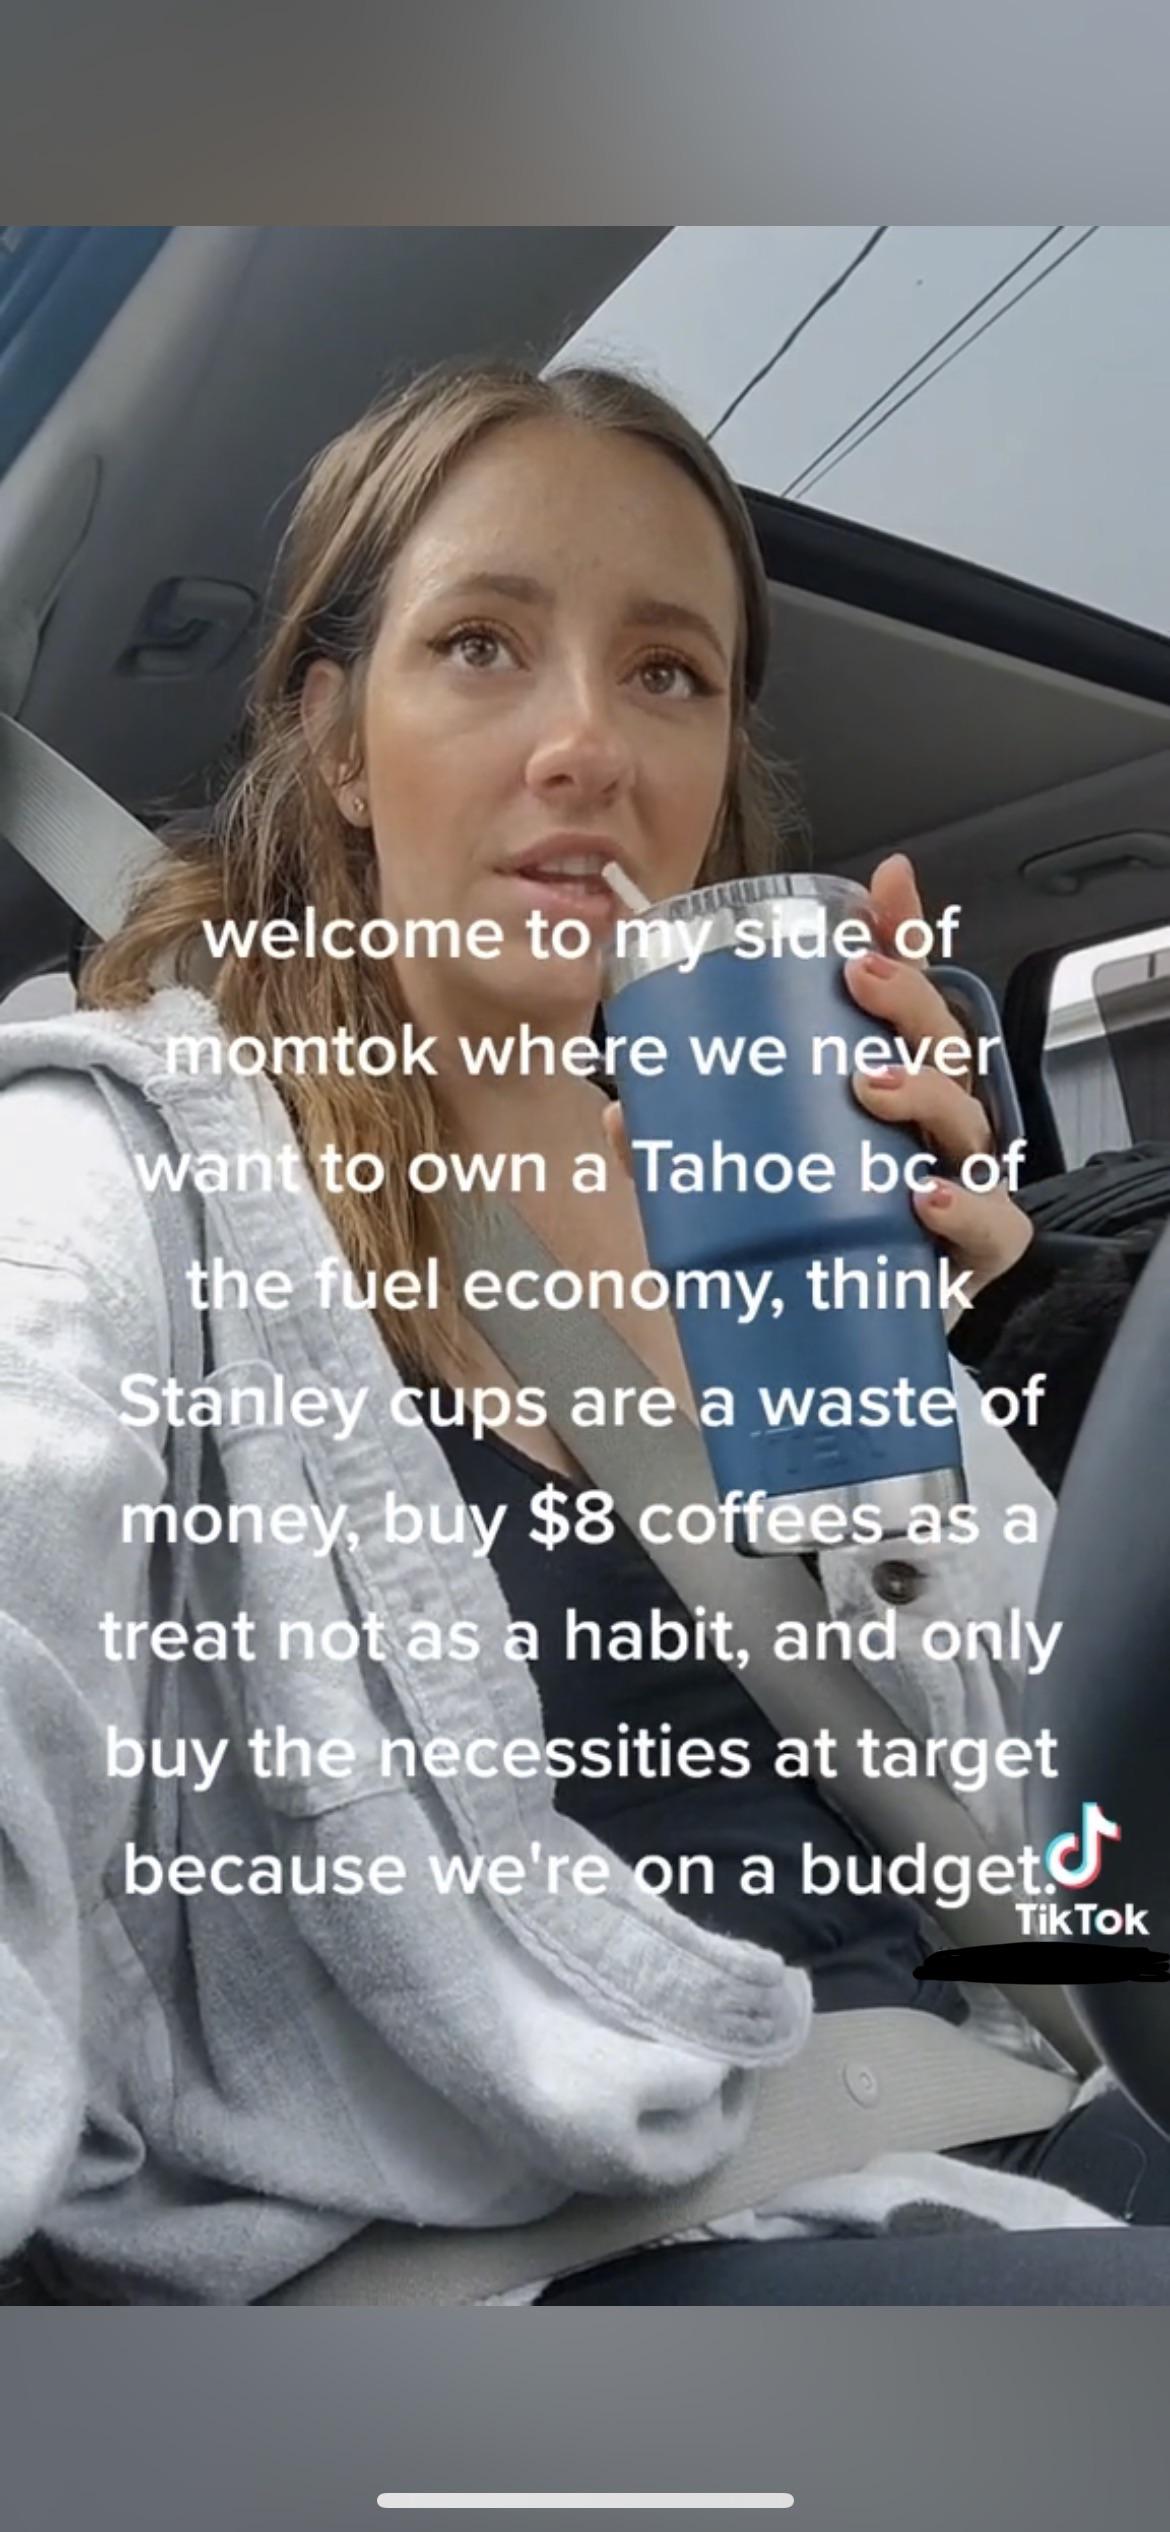 welcome to my side of
momtok where we never
want to own a Tahoe bc of
the fuel economy, think
Stanley cups are a waste of
money, buy $8 coffees as a
treat not as a habit, and only
buy the necessities at target
because we're on a budget.
TikTok